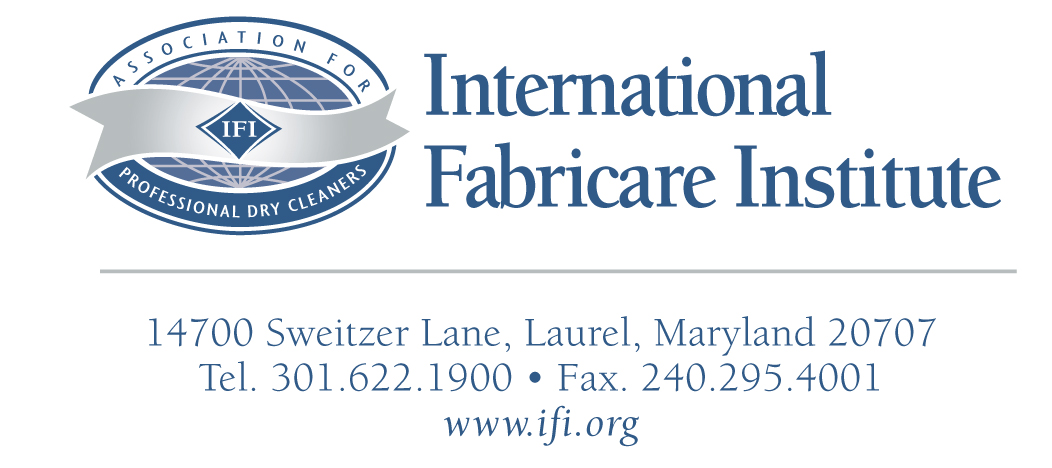 ASSOCIATION FOR
IFI
PROFESSIONAL DRY CLEANERS
International
Fabricare Institute
14700 Sweitzer Lane, Laurel, Maryland 20707
Tel. 301.622.1900 • Fax. 240.295.4001
www.ifi.org